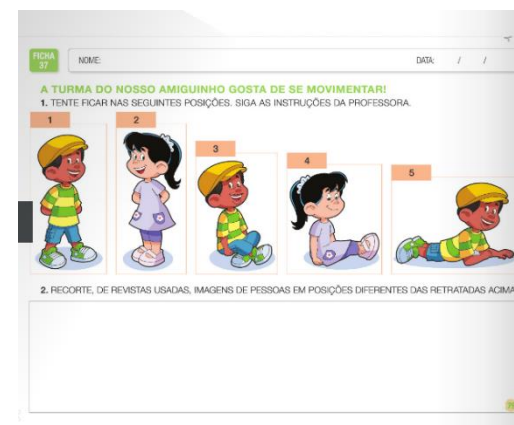 FICHA
37
NOME:
DATA: / /
A TURMA DO NOSSO AMIGUINHO GOSTA DE SE MOVIMENTAR!
1. TENTE FICAR NAS SEGUINTES POSIÇÕES. SIGA AS INSTRUÇÕES DA PROFESSORA.
1
2
3
4
5
2. RECORTE, DE REVISTAS USADAS, IMAGENS DE PESSOAS EM POSIÇÕES DIFERENTES DAS RETRATADAS ACIMA